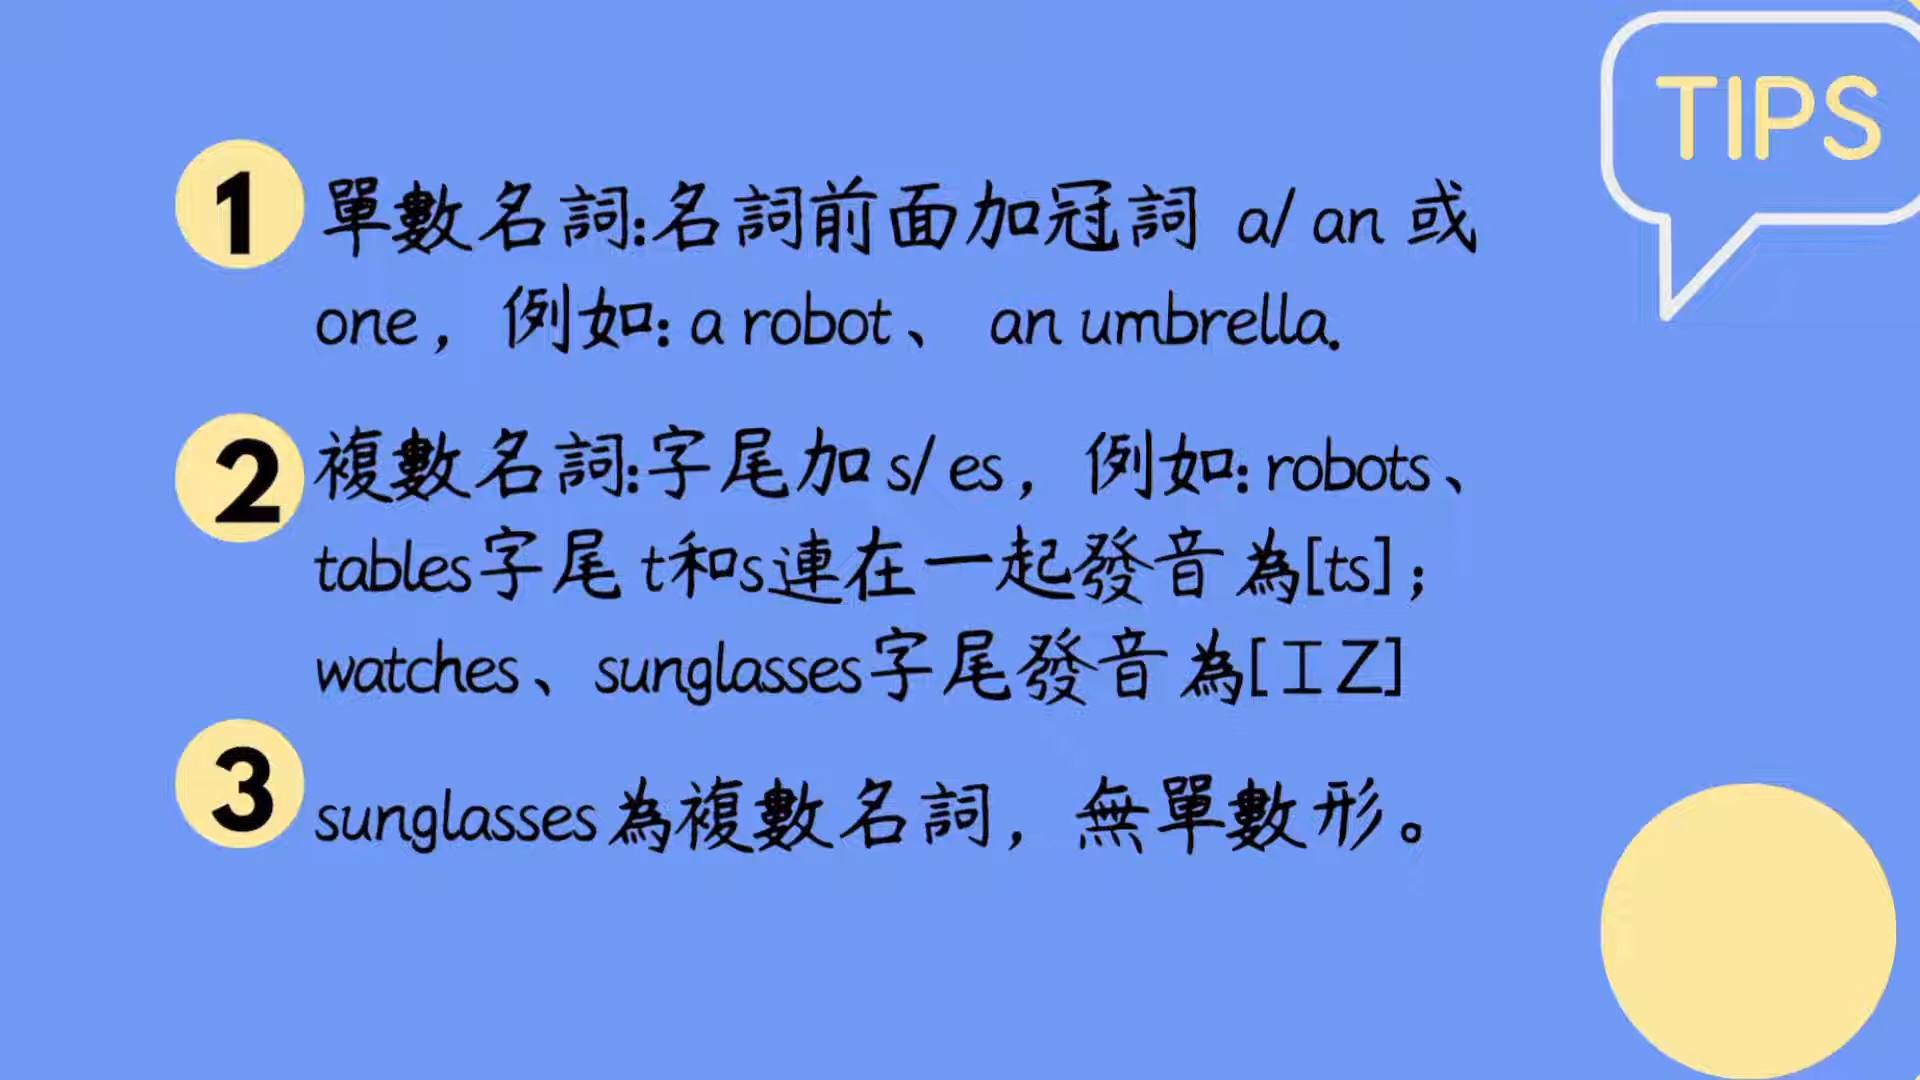 TIPS
1 單數名詞:名詞前面加冠詞 a/ an 或
one，例如: a robot、 an umbrella.
2 複數名詞:字尾加 s/ es，例如: robots、
tables字尾 t和s連在一起發音為[ts]；
watches、sunglasses字尾發音為[ＩＺ]
3 sunglasses為複數名詞，無單數形。